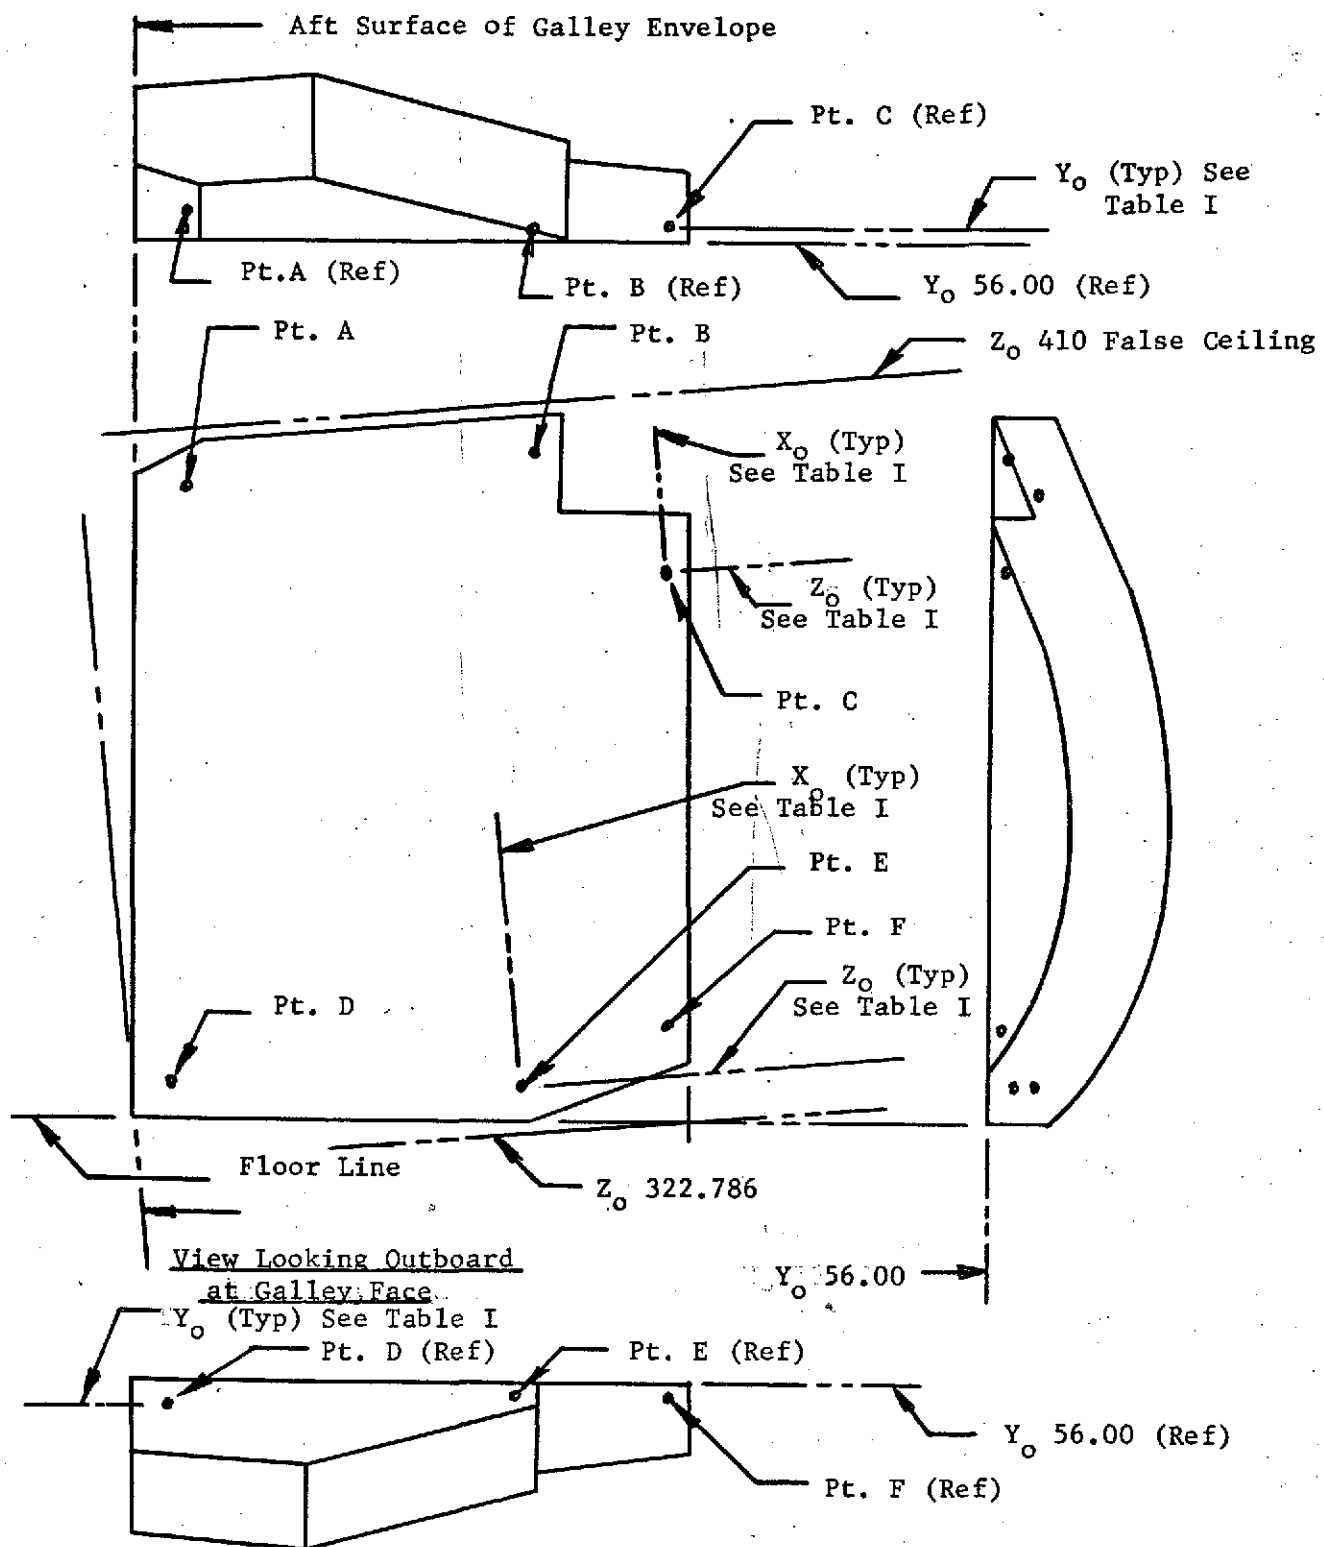 Aft Surface of Galley Envelope
Pt. C (Ref)
Yo (Typ) See
Table I
Pt.A (Ref)
Pt. B (Ref)
Yo 56.00 (Ref)
Pt. A
Pt. B
Zo 410 False Ceiling
Xo (Typ)
See Table I
Zo (Typ)
See Table I
Pt. C
Xo (Typ)
See Table I
Pt. E
Pt. F
Zo (Typ)
See Table I
Pt. D
Floor Line
Zo 322.786
View Looking Outboard
at Galley Face
Yo 56.00
Yo (Typ) See Table I
Pt. D (Ref)
Pt. E (Ref)
Yo 56.00 (Ref)
Pt. F (Ref)